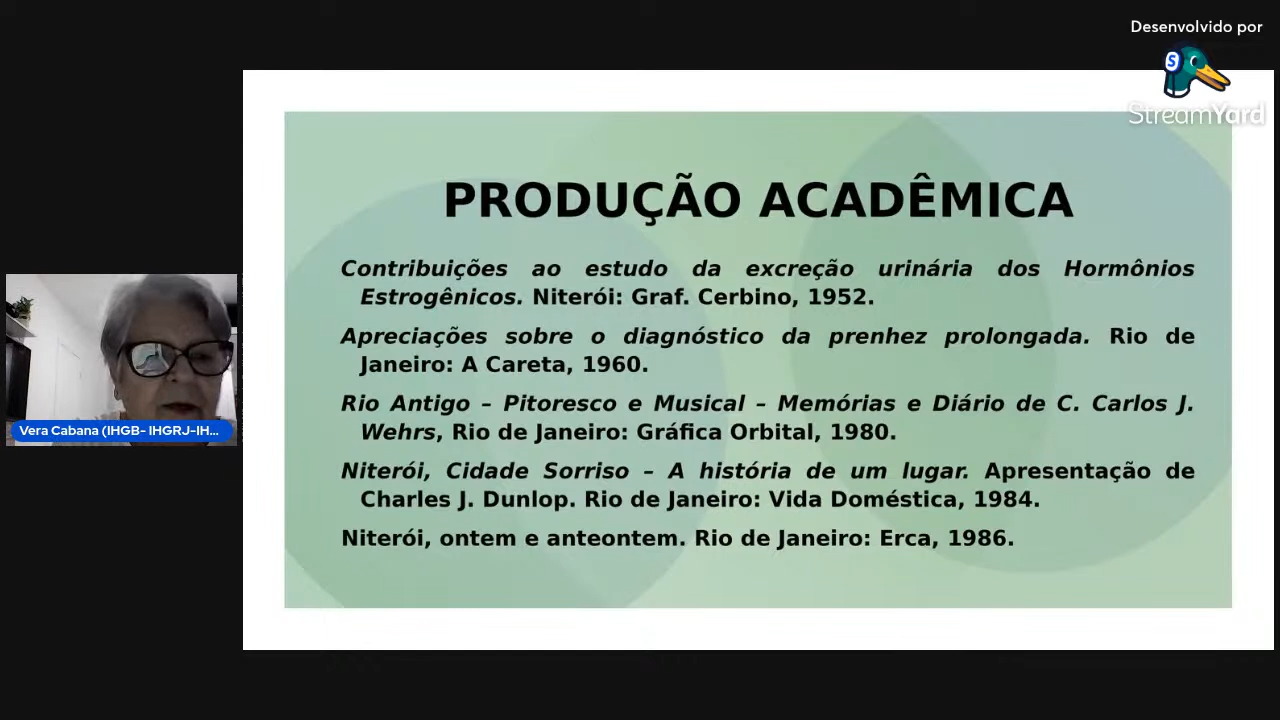 Desenvolvido por
StreamYard
PRODUÇÃO ACADÊMICA
Contribuições ao estudo da excreção urinária dos Hormônios
Estrogênicos. Niterói: Graf. Cerbino, 1952.
Apreciações sobre o diagnóstico da prenhez prolongada. Rio de
Janeiro: A Careta, 1960.
Rio Antigo – Pitoresco e Musical – Memórias e Diário de C. Carlos J.
Wehrs, Rio de Janeiro: Gráfica Orbital, 1980.
Niterói, Cidade Sorriso – A história de um lugar. Apresentação de
Charles J. Dunlop. Rio de Janeiro: Vida Doméstica, 1984.
Niterói, ontem e anteontem. Rio de Janeiro: Erca, 1986.
Vera Cabana (IHGB- IHGRJ-IH...